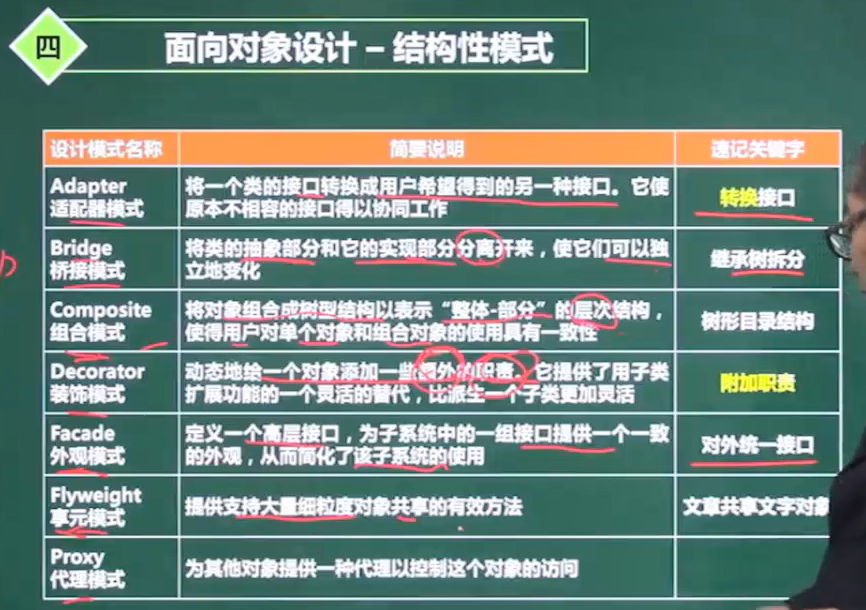 四
面向对象设计 – 结构性模式
设计模式名称 简要说明 速记关键字
Adapter
适配器模式
将一个类的接口转换成用户希望得到的另一种接口。它使
原本不相容的接口得以协同工作
转换接口
Bridge
桥接模式
将类的抽象部分和它的实现部分分离开来，使它们可以独
立地变化
继承树拆分
Composite
组合模式
将对象组合成树型结构以表示“整体-部分”的层次结构，
使得用户对单个对象和组合对象的使用具有一致性
树形目录结构
Decorator
装饰模式
动态地给一个对象添加一些额外的职责。它提供了用子类
扩展功能的一个灵活的替代，比派生一个子类更加灵活
附加职责
Facade
外观模式
定义一个高层接口，为子系统中的一组接口提供一个一致
的外观，从而简化了该子系统的使用
对外统一接口
Flyweight
享元模式
提供支持大量细粒度对象共享的有效方法
文章共享文字对象
Proxy
代理模式
为其他对象提供一种代理以控制这个对象的访问